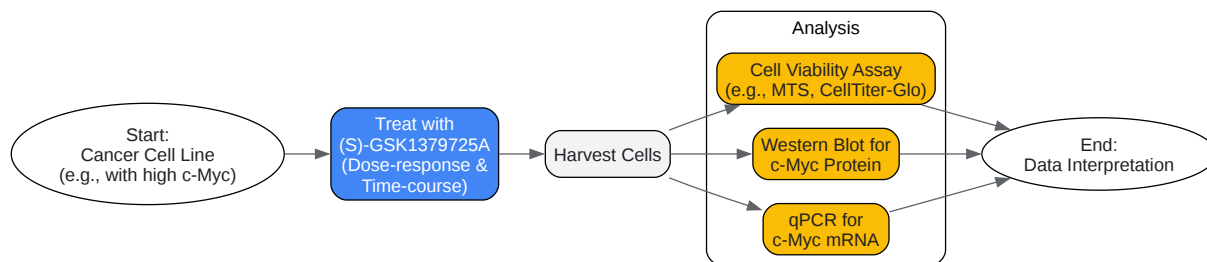 Analysis
Start:
Cancer Cell Line
(e.g., with high c-Myc)
Treat with
(S)-GSK1379725A
(Dose-response &
Time-course)
Harvest Cells
Cell Viability Assay
(e.g., MTS, CellTiter-Glo)
Western Blot for
c-Myc Protein
qPCR for
c-Myc mRNA
End:
Data Interpretation